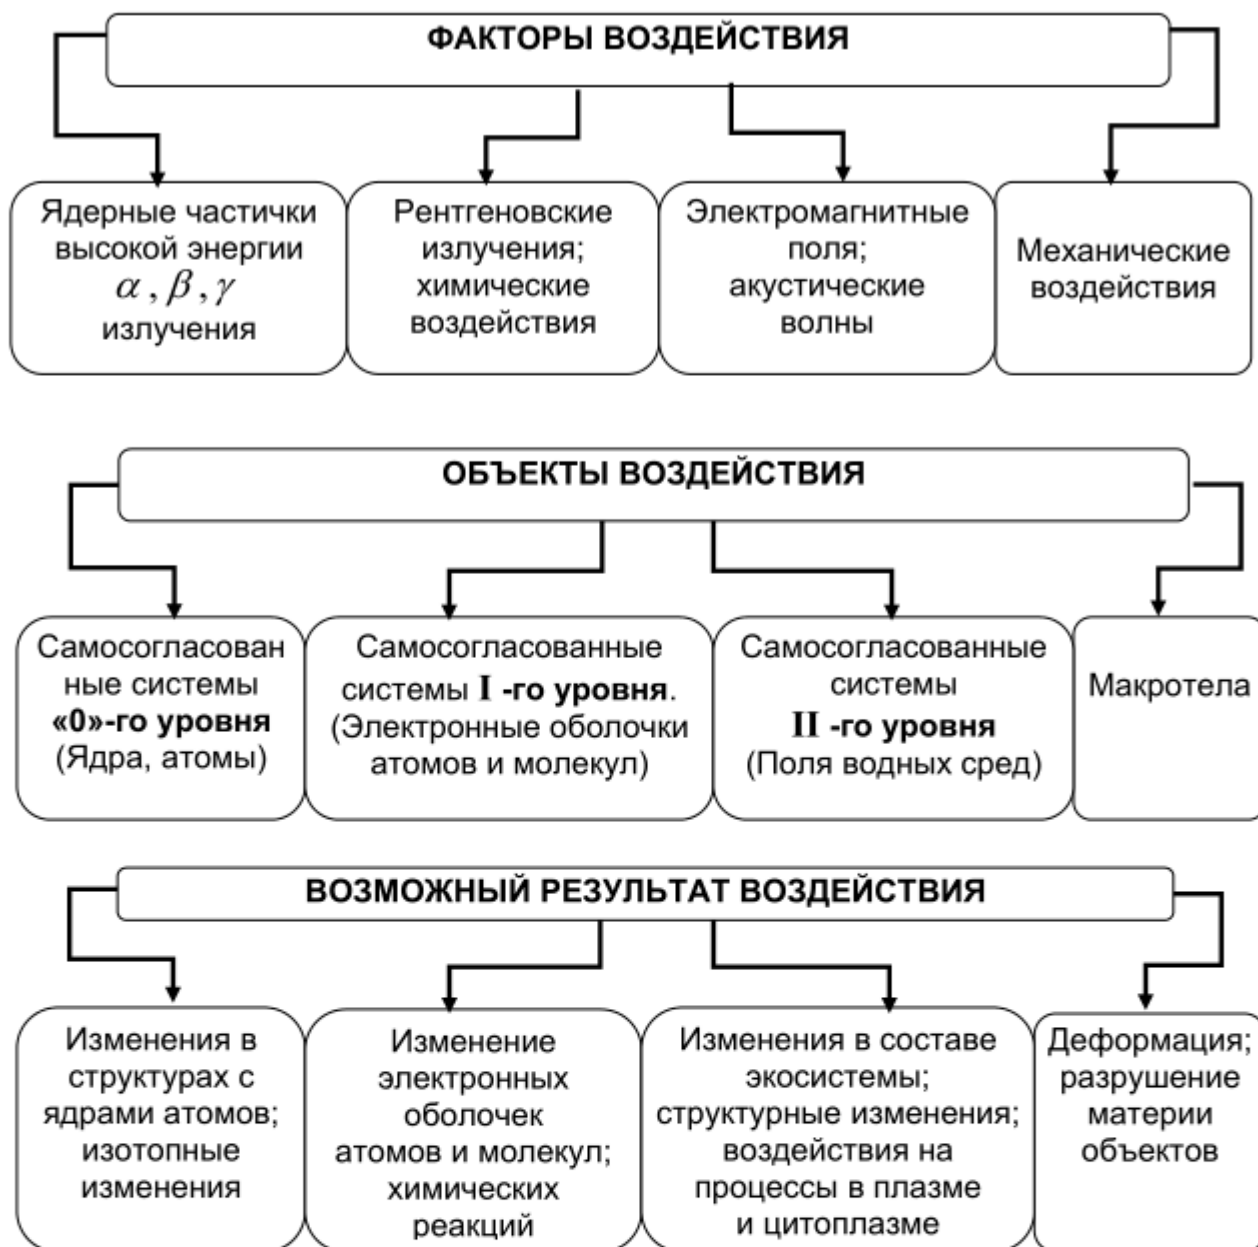 ФАКТОРЫ ВОЗДЕЙСТВИЯ
Ядерные частички
высокой энергии
α , β , γ
излучения
Рентгеновские
излучения;
химические
воздействия
Электромагнитные
поля;
акустические
волны
Механические
воздействия
ОБЪЕКТЫ ВОЗДЕЙСТВИЯ
Самосогласован
ные системы
«0»-го уровня
(Ядра, атомы)
Самосогласованные
системы I -го уровня.
(Электронные оболочки
атомов и молекул)
Самосогласованные
системы
II -го уровня
(Поля водных сред)
Макротела
ВОЗМОЖНЫЙ РЕЗУЛЬТАТ ВОЗДЕЙСТВИЯ
Изменения в
структурах с
ядрами атомов;
изотопные
изменения
Изменение
электронных
оболочек
атомов и молекул;
химических
реакций
Изменения в составе
экосистемы;
структурные изменения;
воздействия на
процессы в плазме
и цитоплазме
Деформация;
разрушение
материи
объектов